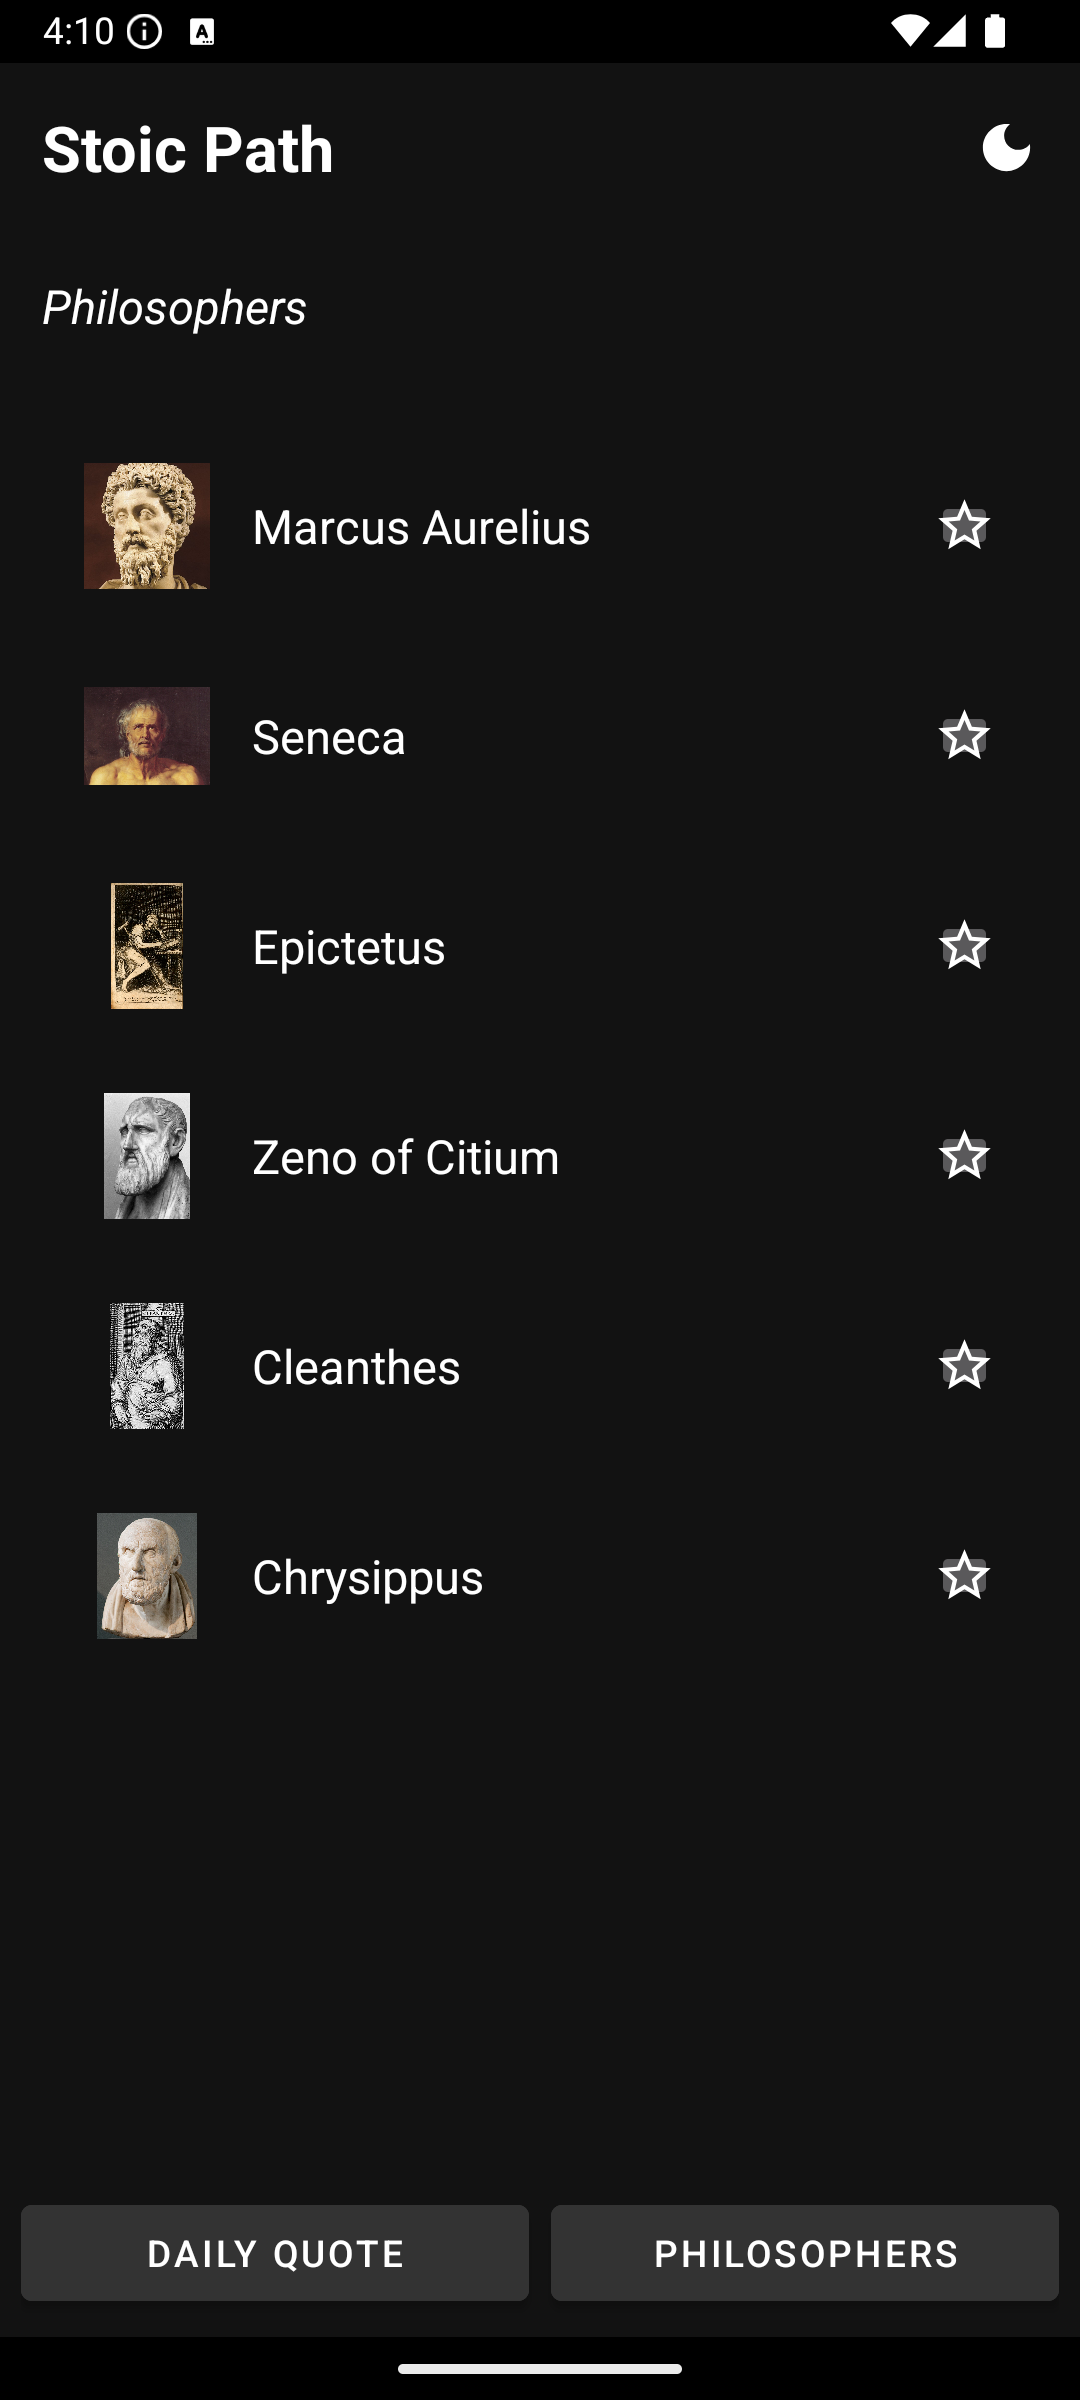 4:10
Stoic Path
Philosophers
Marcus Aurelius
Seneca
Epictetus
Zeno of Citium
Cleanthes
Chrysippus
DAILY QUOTE
PHILOSOPHERS